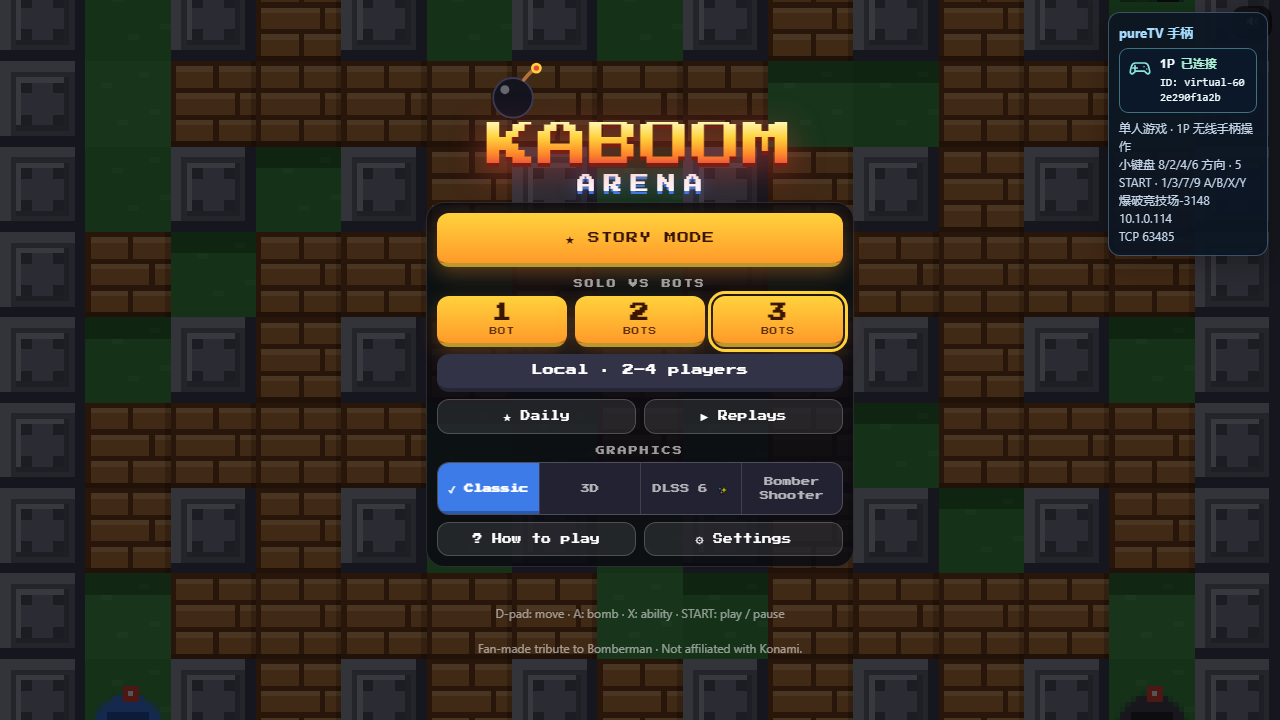 KABOOM
ARENA
★ STORY MODE
SOLO VS BOTS
1
BOT
2
BOTS
3
BOTS
Local · 2–4 players
★ Daily
▶ Replays
GRAPHICS
✓ Classic
3D
DLSS 6 ✨
Bomber
Shooter
? How to play
⚙ Settings
D-pad: move · A: bomb · X: ability · START: play / pause
Fan-made tribute to Bomberman · Not affiliated with Konami.
pureTV 手柄
1P 已连接
ID: virtual-60
2e290f1a2b
单人游戏 · 1P 无线手柄操
作
小键盘 8/2/4/6 方向 · 5
START · 1/3/7/9 A/B/X/Y
爆破竞技场-3148
10.1.0.114
TCP 63485